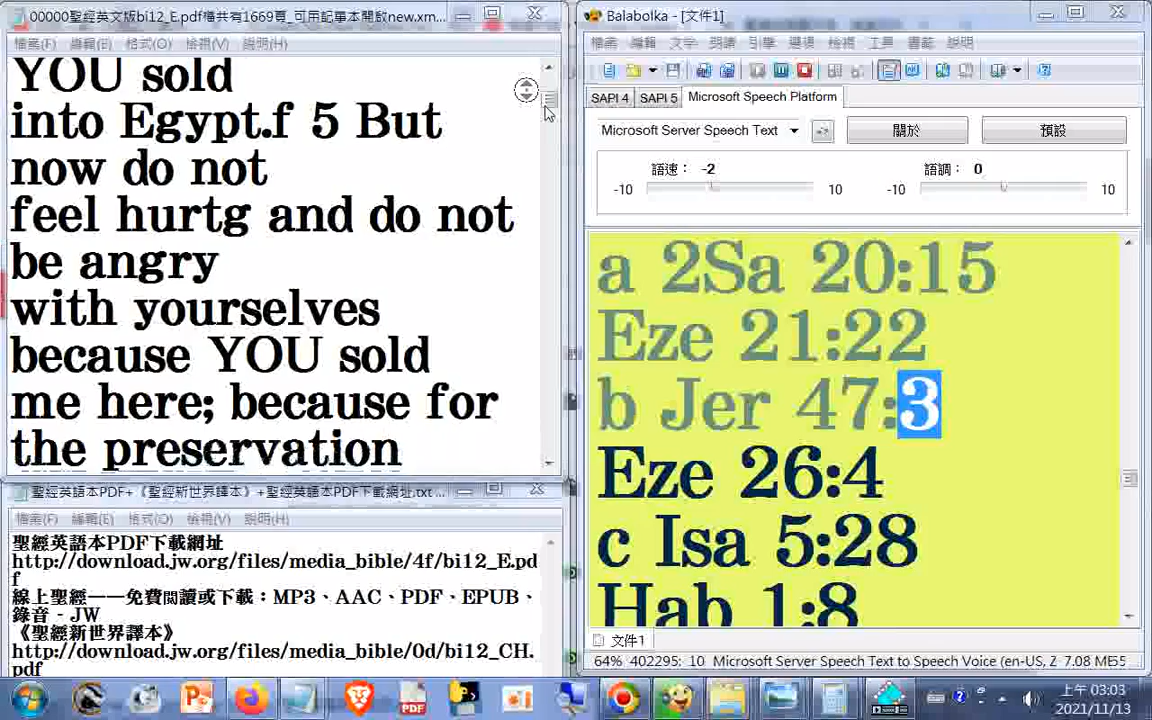 00000聖經英文版bi12_E.pdf檔共有1669頁_可用記事本開啟new.xm...
檔案(F) 編輯(E) 格式(O) 檢視(V) 說明(H)
YOU sold
into Egypt.f 5 But
now do not
feel hurtg and do not
be angry
with yourselves
because YOU sold
me here; because for
the preservation
聖經英語本PDF+《聖經新世界譯本》+聖經英語本PDF下載網址.txt ...
檔案(F) 編輯(E) 格式(O) 檢視(V) 說明(H)
聖經英語本PDF下載網址
http://download.jw.org/files/media_bible/4f/bi12_E.pd
f
線上聖經——免費閱讀或下載：MP3、AAC、PDF、EPUB、
錄音 - JW
《聖經新世界譯本》
http://download.jw.org/files/media_bible/0d/bi12_CH.
pdf
Balabolka - [文件1]
檔案 編輯 文字 朗讀 引擎 選項 檢視 工具 書籤 說明
SAPI 4 SAPI 5 Microsoft Speech Platform
Microsoft Server Speech Text 關於 預設
語速： -2 語調： 0
-10 10 -10 10
a 2Sa 20:15
Eze 21:22
b Jer 47:3
Eze 26:4
c Isa 5:28
Hab 1:8
文件1
64% 402295: 10 Microsoft Server Speech Text to Speech Voice (en-US, Z 7.08 MB
上午 03:03
2021/11/13